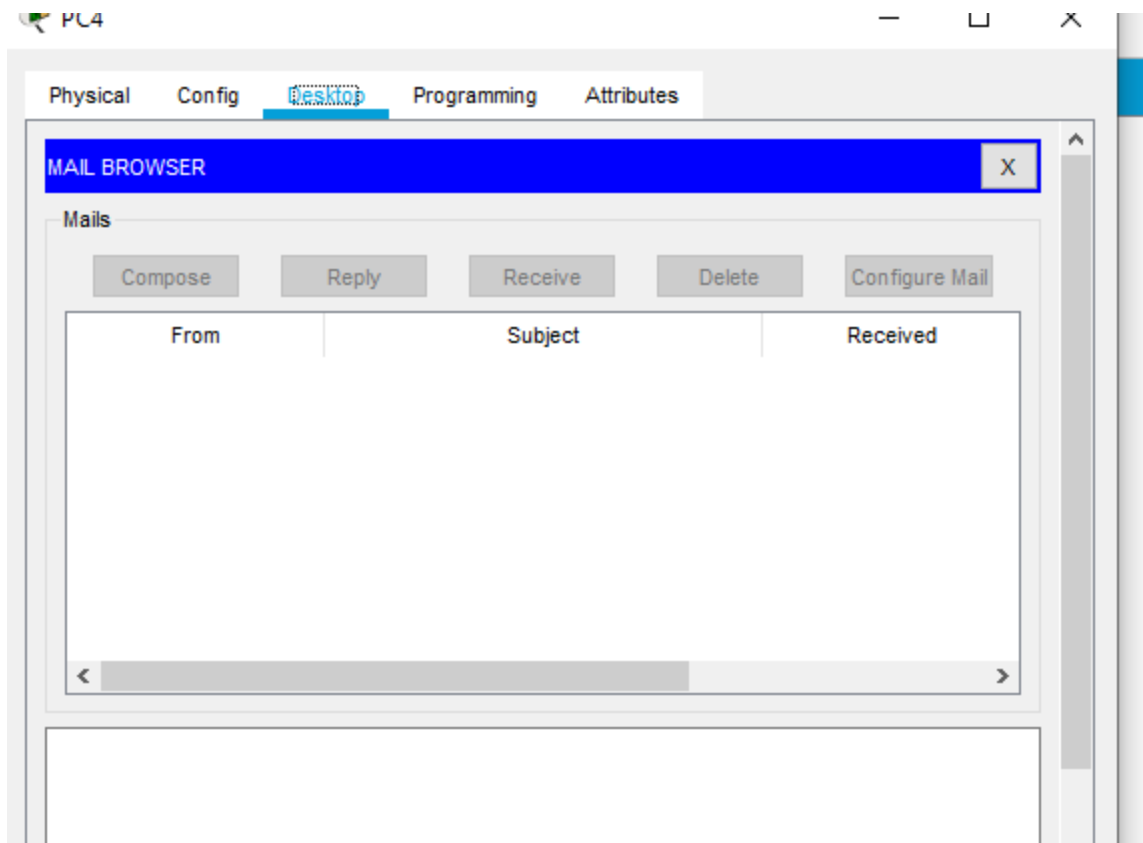 PC4
Physical Config Desktop Programming Attributes
MAIL BROWSER X
Mails
Compose Reply Receive Delete Configure Mail
From Subject Received